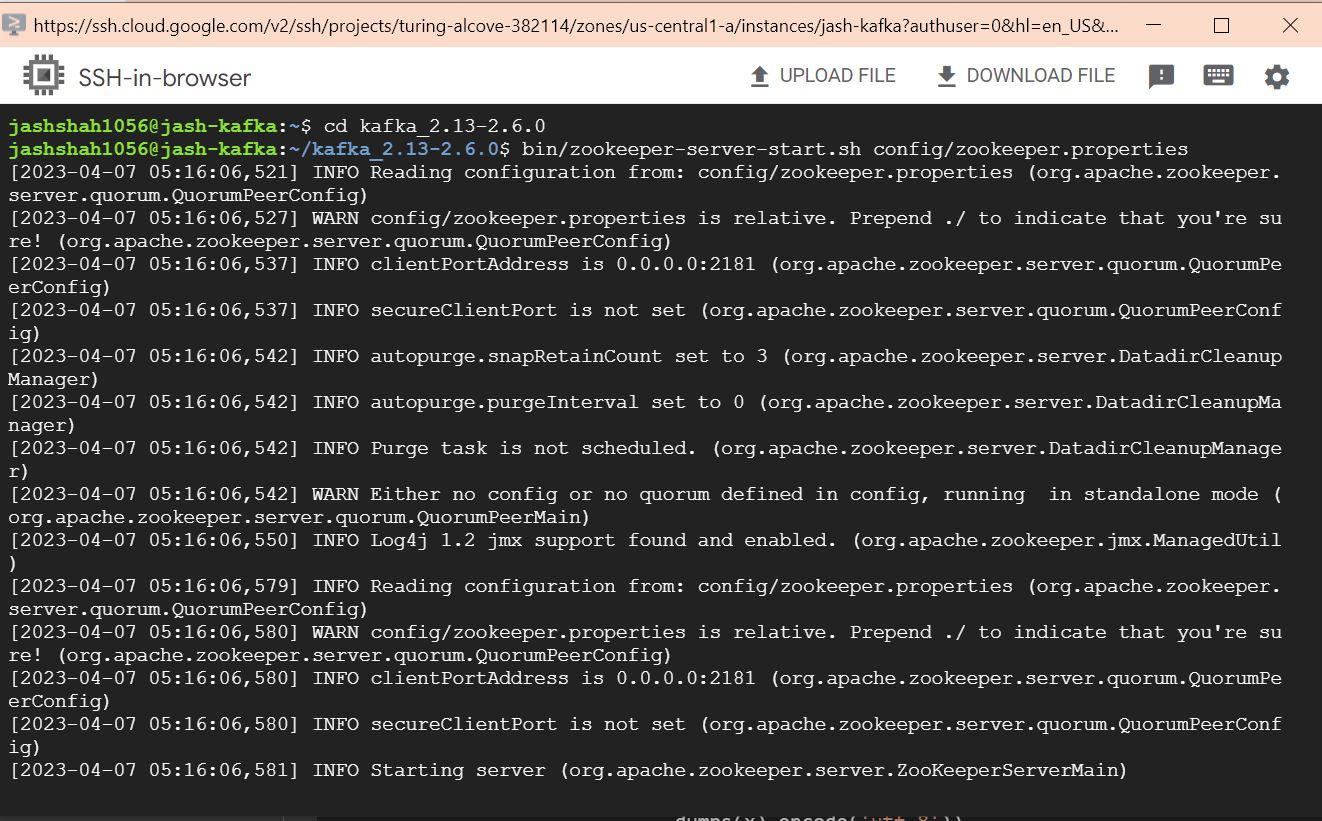 https://ssh.cloud.google.com/v2/ssh/projects/turing-alcove-382114/zones/us-central1-a/instances/jash-kafka?authuser=0&hl=en_US&...
SSH-in-browser UPLOAD FILE DOWNLOAD FILE
jashshah1056@jash-kafka:~$ cd kafka_2.13-2.6.0
jashshah1056@jash-kafka:~/kafka_2.13-2.6.0$ bin/zookeeper-server-start.sh config/zookeeper.properties
[2023-04-07 05:16:06,521] INFO Reading configuration from: config/zookeeper.properties (org.apache.zookeeper.
server.quorum.QuorumPeerConfig)
[2023-04-07 05:16:06,527] WARN config/zookeeper.properties is relative. Prepend ./ to indicate that you're su
re! (org.apache.zookeeper.server.quorum.QuorumPeerConfig)
[2023-04-07 05:16:06,537] INFO clientPortAddress is 0.0.0.0:2181 (org.apache.zookeeper.server.quorum.QuorumPe
erConfig)
[2023-04-07 05:16:06,537] INFO secureClientPort is not set (org.apache.zookeeper.server.quorum.QuorumPeerConf
ig)
[2023-04-07 05:16:06,542] INFO autopurge.snapRetainCount set to 3 (org.apache.zookeeper.server.DatadirCleanup
Manager)
[2023-04-07 05:16:06,542] INFO autopurge.purgeInterval set to 0 (org.apache.zookeeper.server.DatadirCleanupMa
nager)
[2023-04-07 05:16:06,542] INFO Purge task is not scheduled. (org.apache.zookeeper.server.DatadirCleanupManage
r)
[2023-04-07 05:16:06,542] WARN Either no config or no quorum defined in config, running  in standalone mode (
org.apache.zookeeper.server.quorum.QuorumPeerMain)
[2023-04-07 05:16:06,550] INFO Log4j 1.2 jmx support found and enabled. (org.apache.zookeeper.jmx.ManagedUtil
)
[2023-04-07 05:16:06,579] INFO Reading configuration from: config/zookeeper.properties (org.apache.zookeeper.
server.quorum.QuorumPeerConfig)
[2023-04-07 05:16:06,580] WARN config/zookeeper.properties is relative. Prepend ./ to indicate that you're su
re! (org.apache.zookeeper.server.quorum.QuorumPeerConfig)
[2023-04-07 05:16:06,580] INFO clientPortAddress is 0.0.0.0:2181 (org.apache.zookeeper.server.quorum.QuorumPe
erConfig)
[2023-04-07 05:16:06,580] INFO secureClientPort is not set (org.apache.zookeeper.server.quorum.QuorumPeerConf
ig)
[2023-04-07 05:16:06,581] INFO Starting server (org.apache.zookeeper.server.ZooKeeperServerMain)